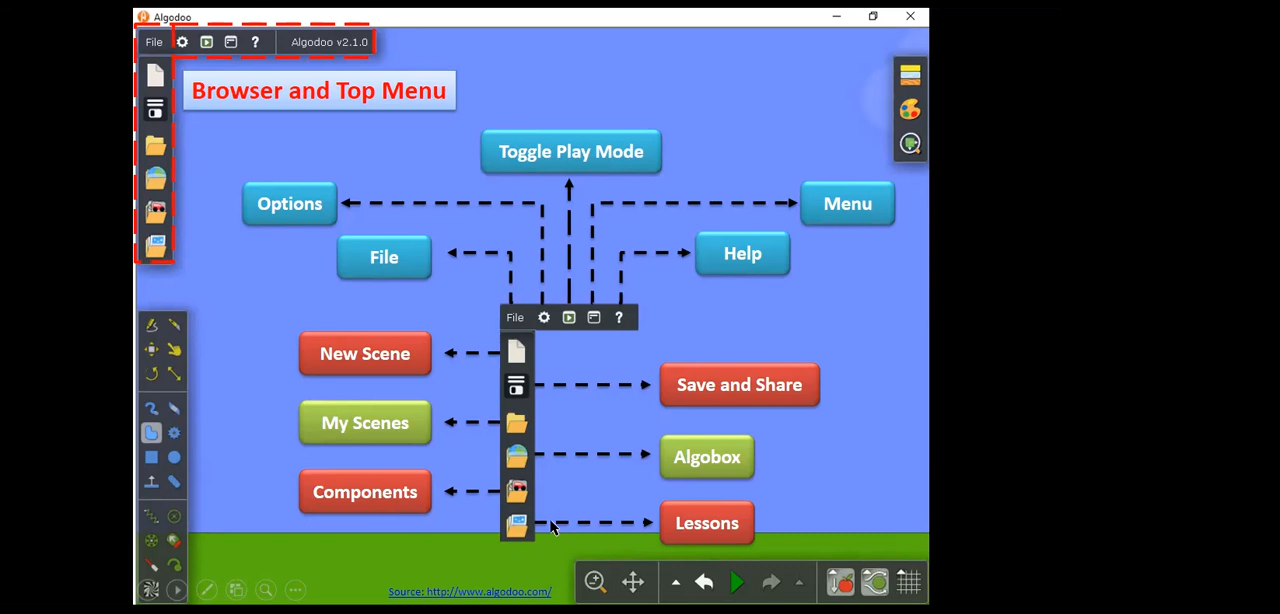 Algodoo
File ? Algodoo v2.1.0
Browser and Top Menu
Toggle Play Mode
Options
Menu
File
Help
File ?
New Scene
Save and Share
My Scenes
Algobox
Components
Lessons
Source: http://www.algodoo.com/